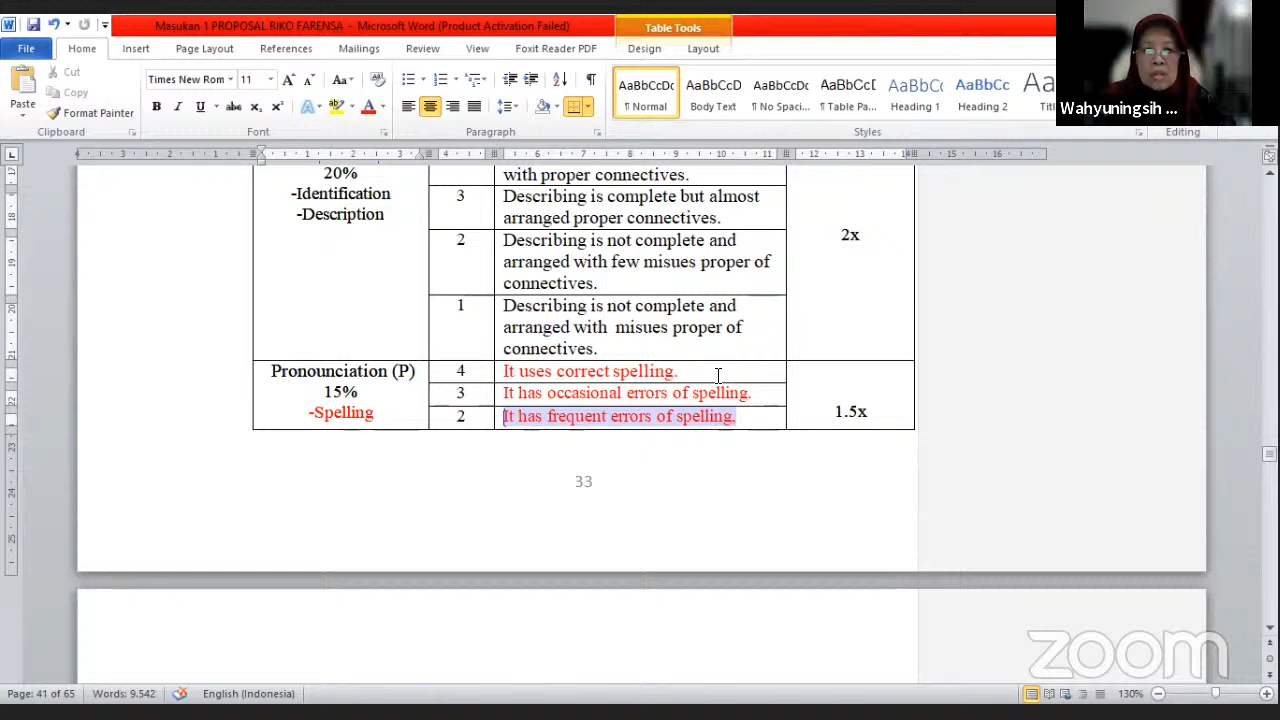 Masukan 1 PROPOSAL RIKO FARENSA - Microsoft Word (Product Activation Failed)
Table Tools
File Home Insert Page Layout References Mailings Review View Foxit Reader PDF Design Layout
Wahyuningsih ...
Cut
Copy
Format Painter
Paste
Clipboard
Times New Rom 11
Font
Paragraph
AaBbCcDc AaBbCcD AaBbCcDc AaBbCcD AaBbC AaBbCc
¶ Normal Body Text ¶ No Spaci... ¶ Table Pa... Heading 1 Heading 2
Styles
Editing
20%
-Identification
-Description
with proper connectives.
3 Describing is complete but almost
arranged proper connectives.
2 Describing is not complete and
arranged with few misues proper of
connectives.
2x
1 Describing is not complete and
arranged with misues proper of
connectives.
Pronounciation (P)
15%
-Spelling
4 It uses correct spelling.
3 It has occasional errors of spelling.
2 It has frequent errors of spelling.
1.5x
33
zoom
Page: 41 of 65 Words: 9.542 English (Indonesia) 130%